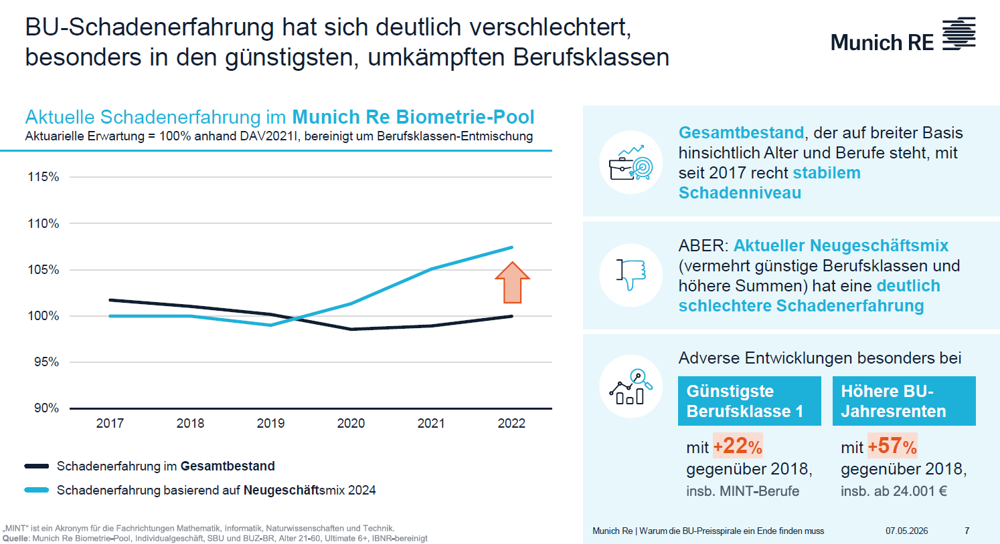 BU-Schadenerfahrung hat sich deutlich verschlechtert,
besonders in den günstigsten, umkämpften Berufsklassen
Munich RE
Aktuelle Schadenerfahrung im Munich Re Biometrie-Pool
Aktuarielle Erwartung = 100% anhand DAV2021I, bereinigt um Berufsklassen-Entmischung
115%
110%
105%
100%
95%
90%
2017 2018 2019 2020 2021 2022
Schadenerfahrung im Gesamtbestand
Schadenerfahrung basierend auf Neugeschäftsmix 2024
Gesamtbestand, der auf breiter Basis
hinsichtlich Alter und Berufe steht, mit
seit 2017 recht stabilem
Schadenniveau
ABER: Aktueller Neugeschäftsmix
(vermehrt günstige Berufsklassen und
höhere Summen) hat eine deutlich
schlechtere Schadenerfahrung
Adverse Entwicklungen besonders bei
Günstigste
Berufsklasse 1
mit +22%
gegenüber 2018,
insb. MINT-Berufe
Höhere BU-
Jahresrenten
mit +57%
gegenüber 2018,
insb. ab 24.001 €
„MINT“ ist ein Akronym für die Fachrichtungen Mathematik, Informatik, Naturwissenschaften und Technik.
Quelle: Munich Re Biometrie-Pool, Individualgeschäft, SBU und BUZ-BR, Alter 21-60, Ultimate 6+, IBNR-bereinigt
Munich Re | Warum die BU-Preisspirale ein Ende finden muss 07.05.2026 7